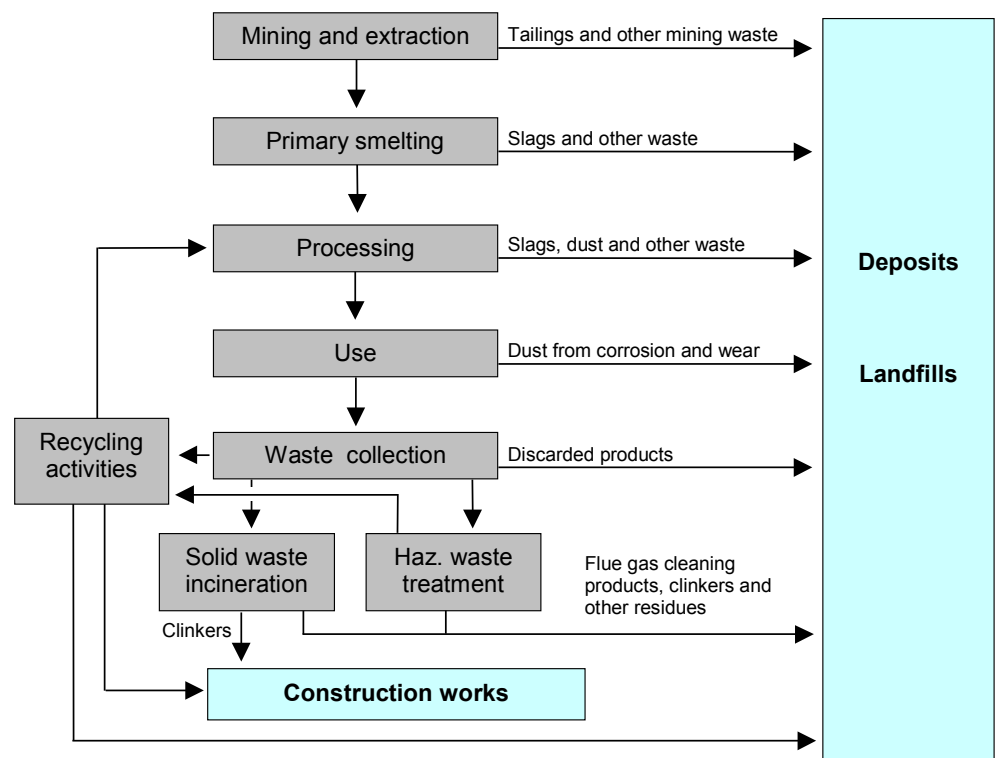 Mining and extraction
Tailings and other mining waste
Primary smelting
Slags and other waste
Processing
Slags, dust and other waste
Deposits
Use
Dust from corrosion and wear
Landfills
Recycling
activities
Waste collection
Discarded products
Solid waste
incineration
Haz. waste
treatment
Flue gas cleaning
products, clinkers and
other residues
Clinkers
Construction works